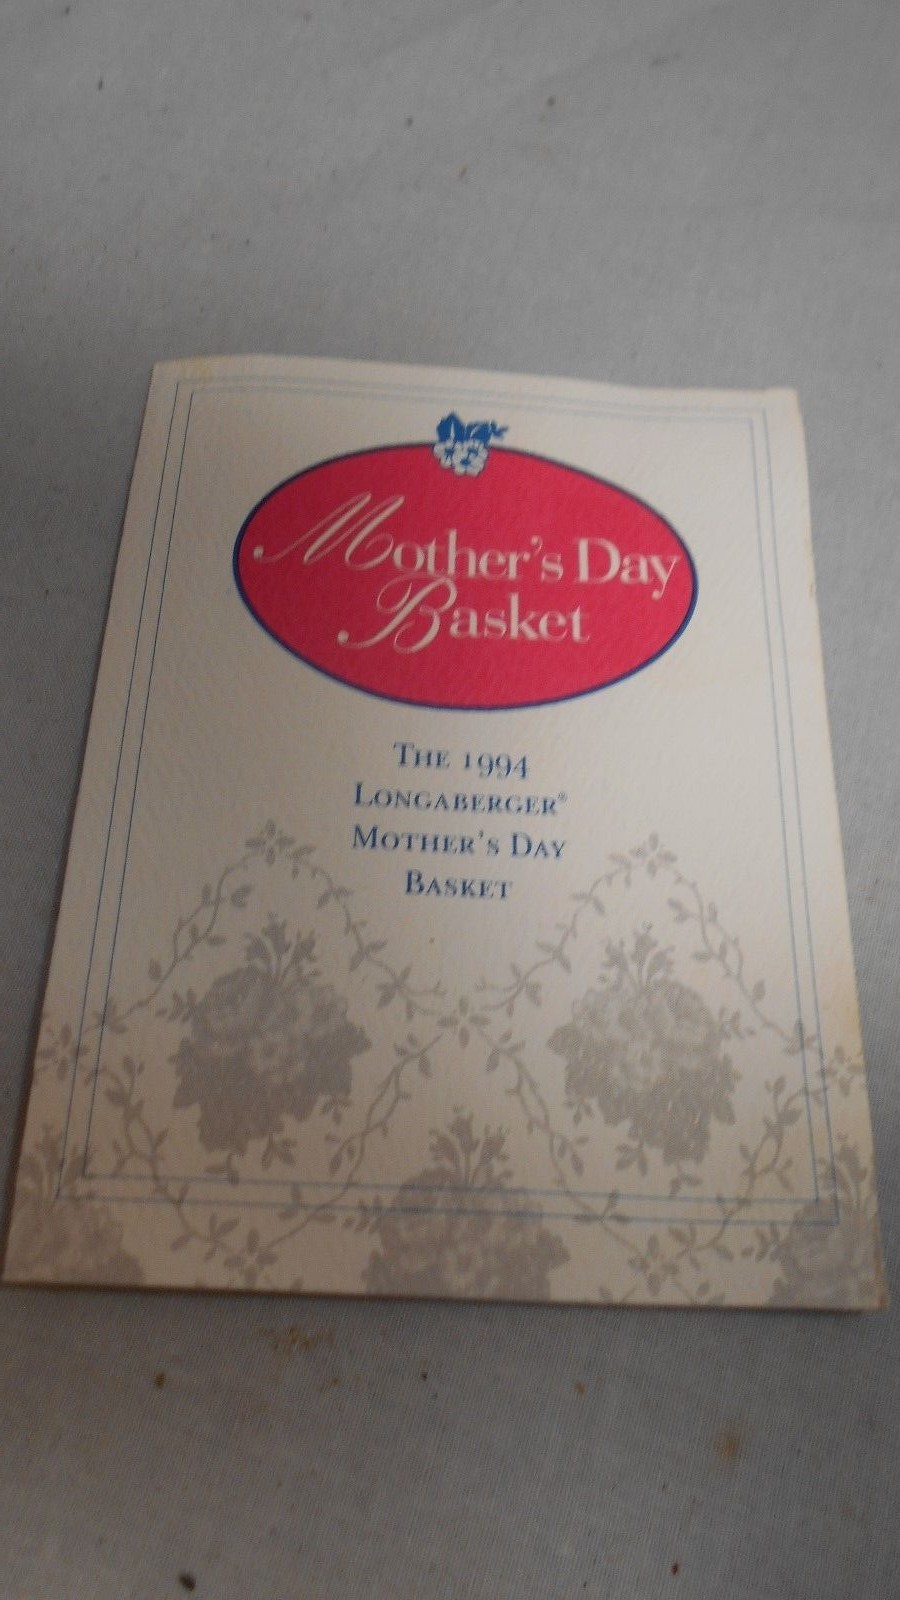 Mother's Day
Basket
THE 1994
LONGABERGER®
MOTHER'S DAY
BASKET